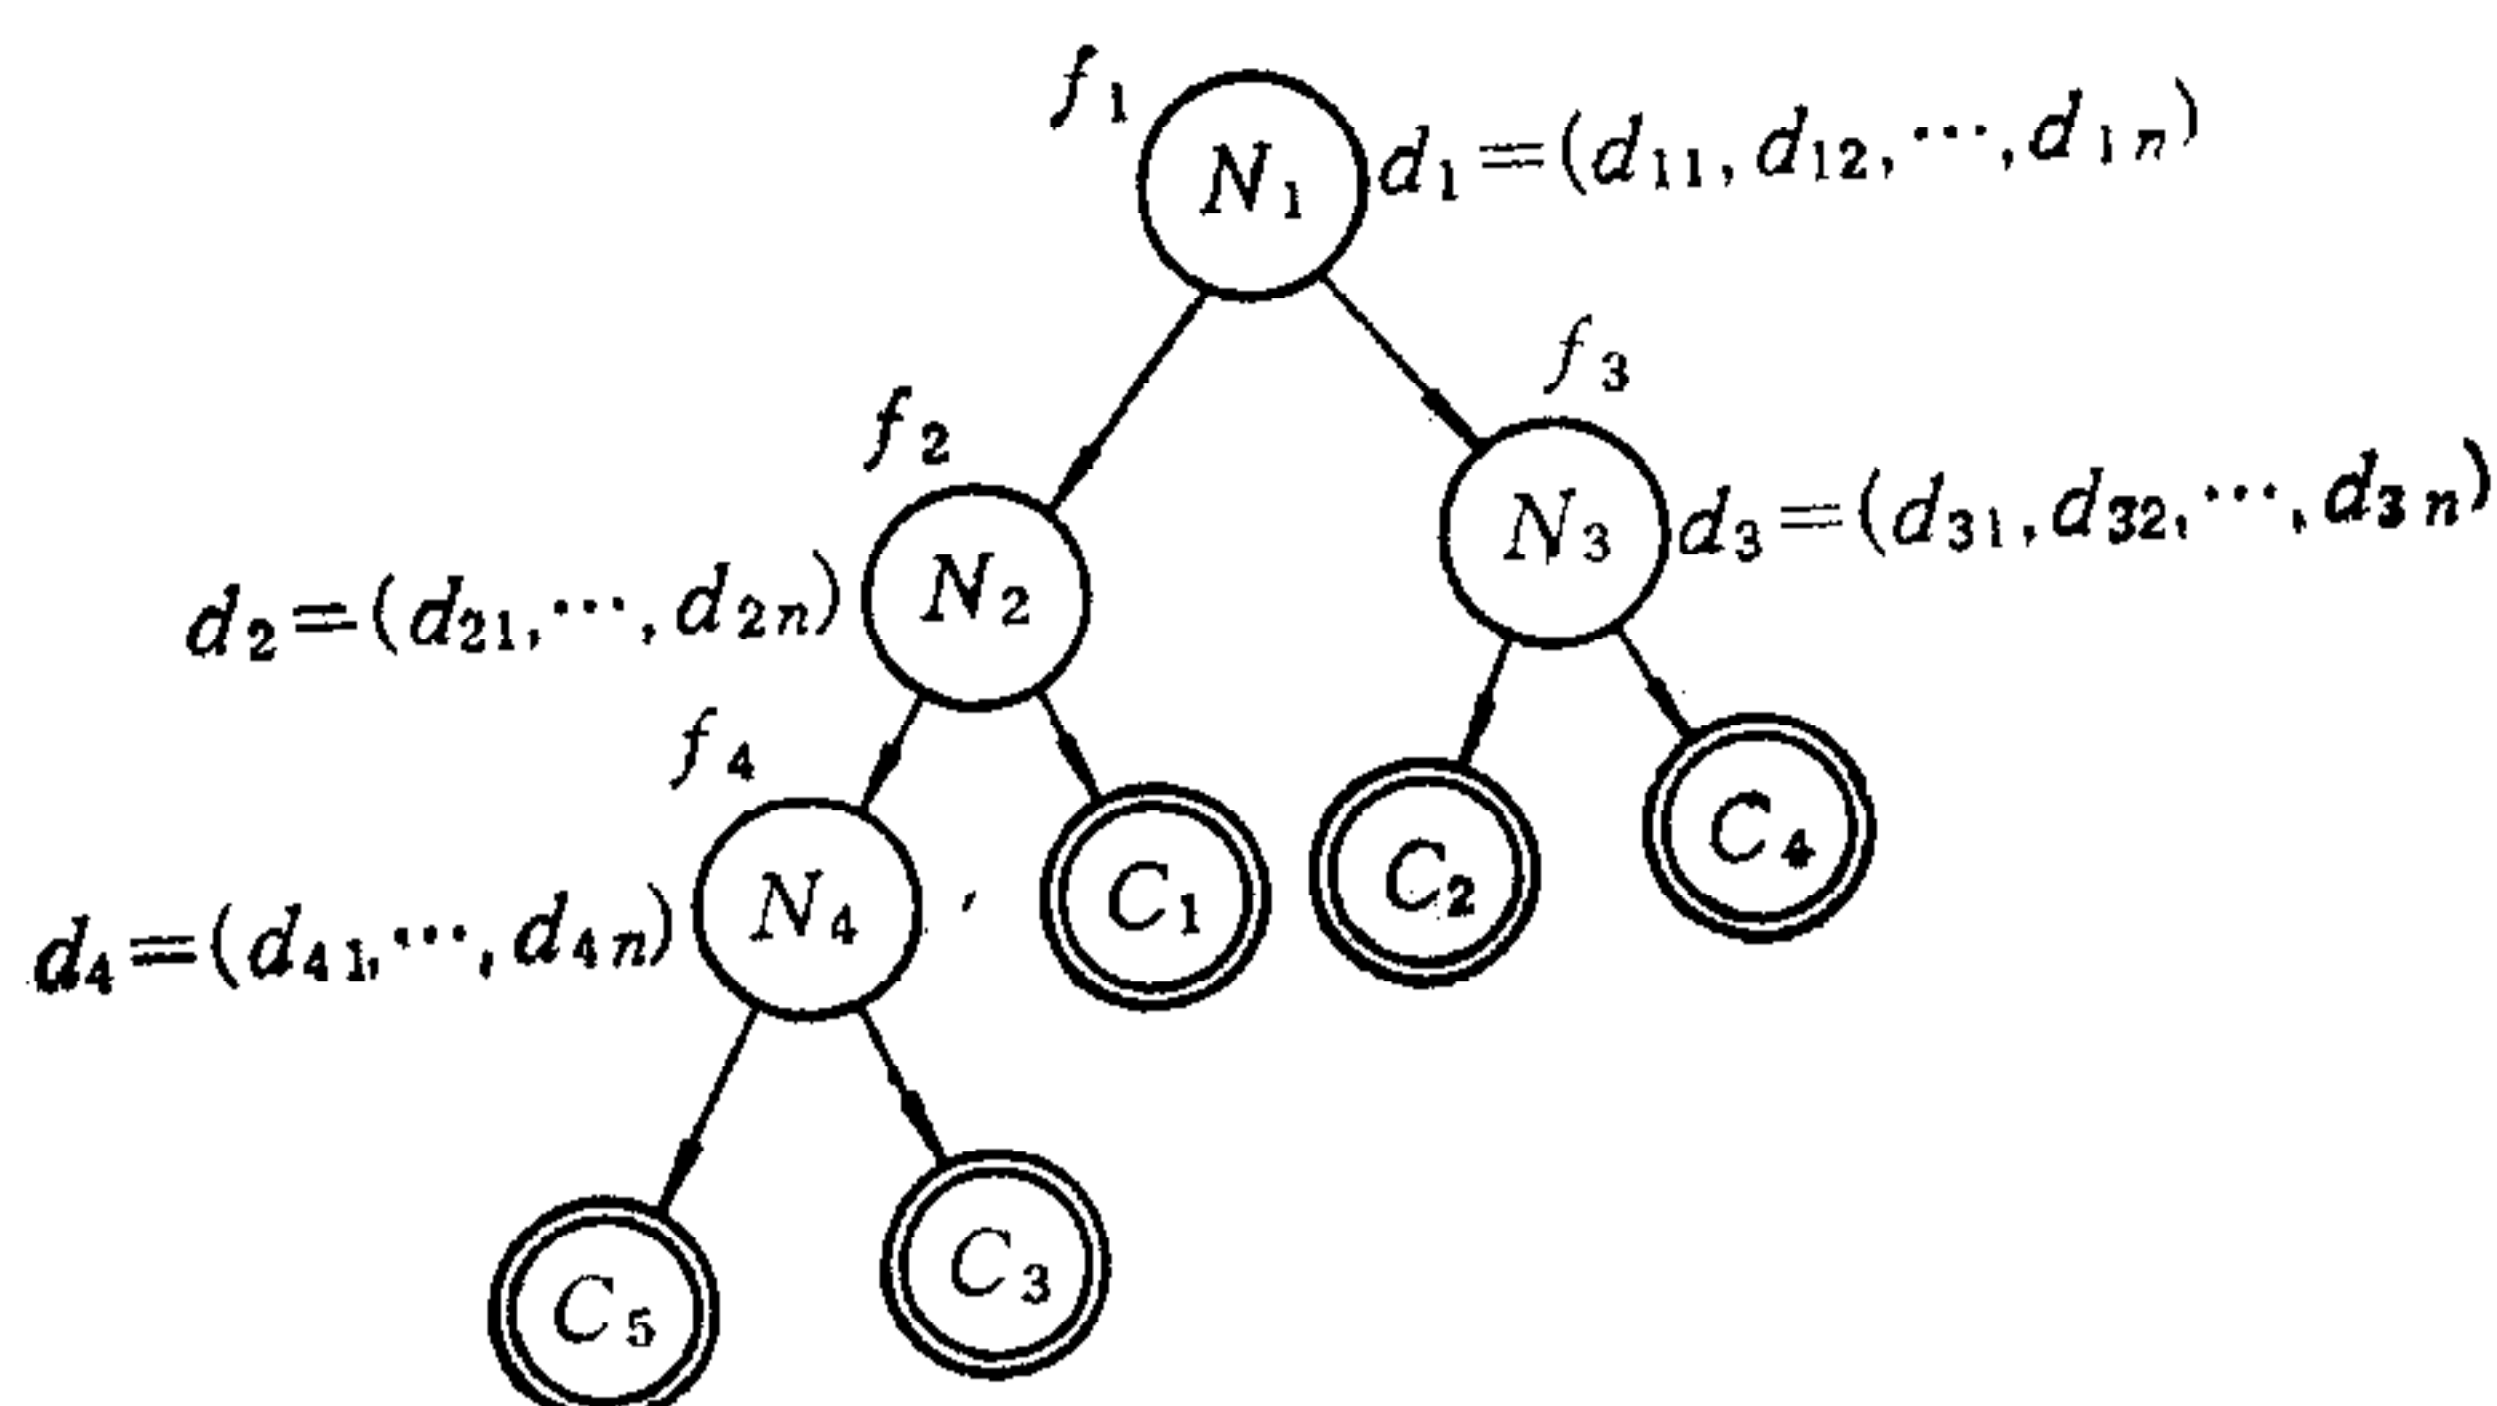 f1
N1 d1=(d11,d12,…,d1n)
f3
f2
N3 d3=(d31,d32,…,d3n)
d2=(d21,…,d2n) N2
f4
C4
C2
d4=(d41,…,d4n) N4 C1
C3
C5